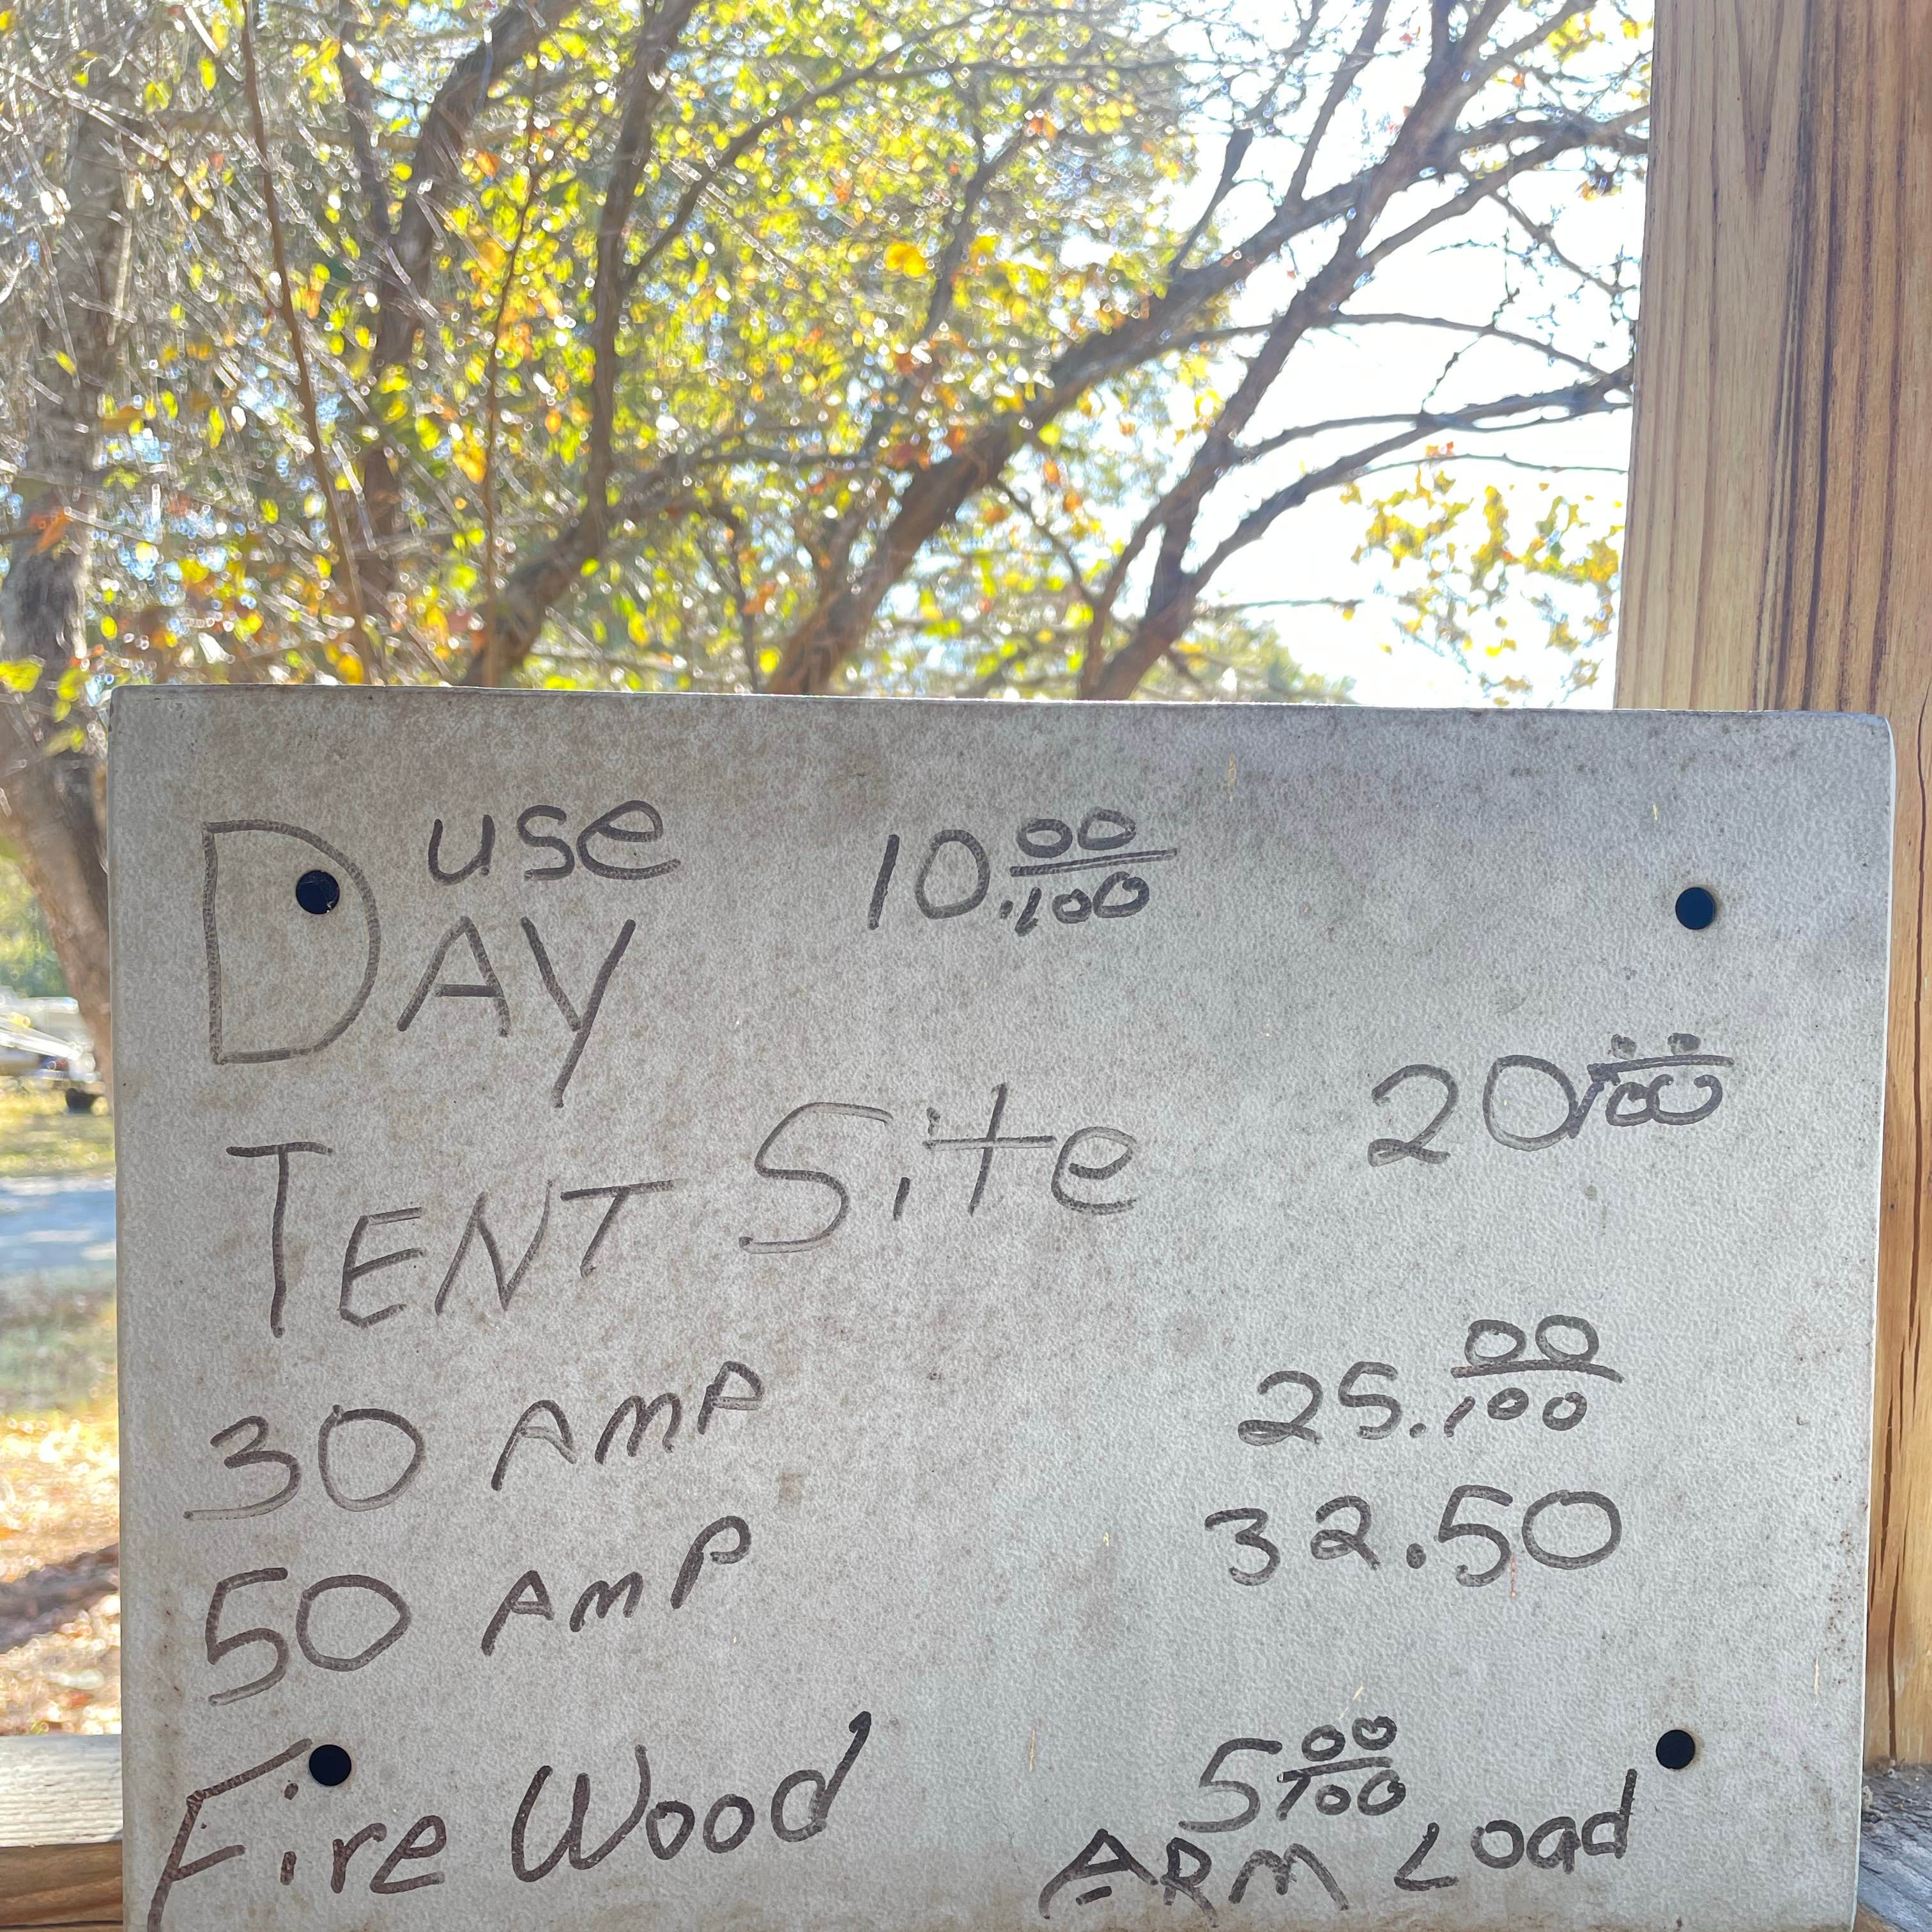 Day use 10.00/100
Tent Site 20.00/100
30 Amp 25.00/100
50 Amp 32.50
Fire Wood 5 00/100
Arm Load